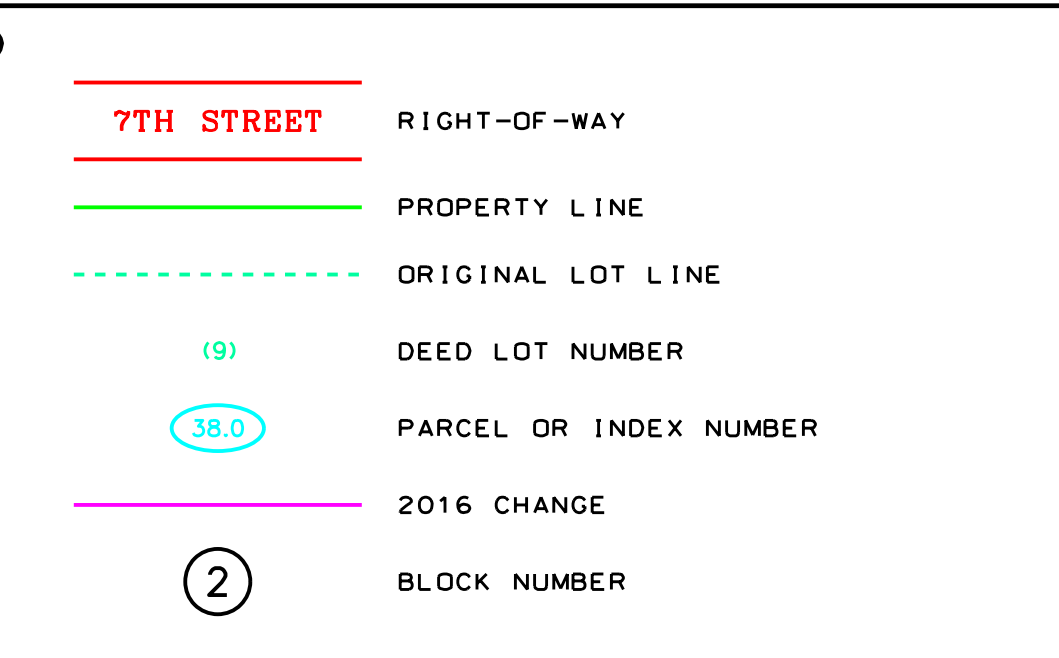 7TH STREET RIGHT-OF-WAY
PROPERTY LINE
ORIGINAL LOT LINE
(9) DEED LOT NUMBER
38.0 PARCEL OR INDEX NUMBER
2016 CHANGE
2 BLOCK NUMBER